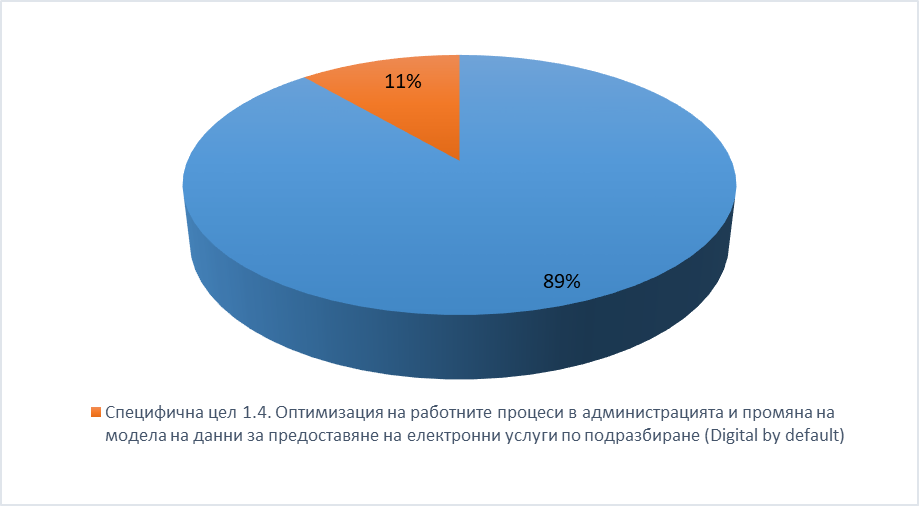 11%
89%
Специфична цел 1.4. Оптимизация на работните процеси в администрацията и промяна на
модела на данни за предоставяне на електронни услуги по подразбиране (Digital by default)